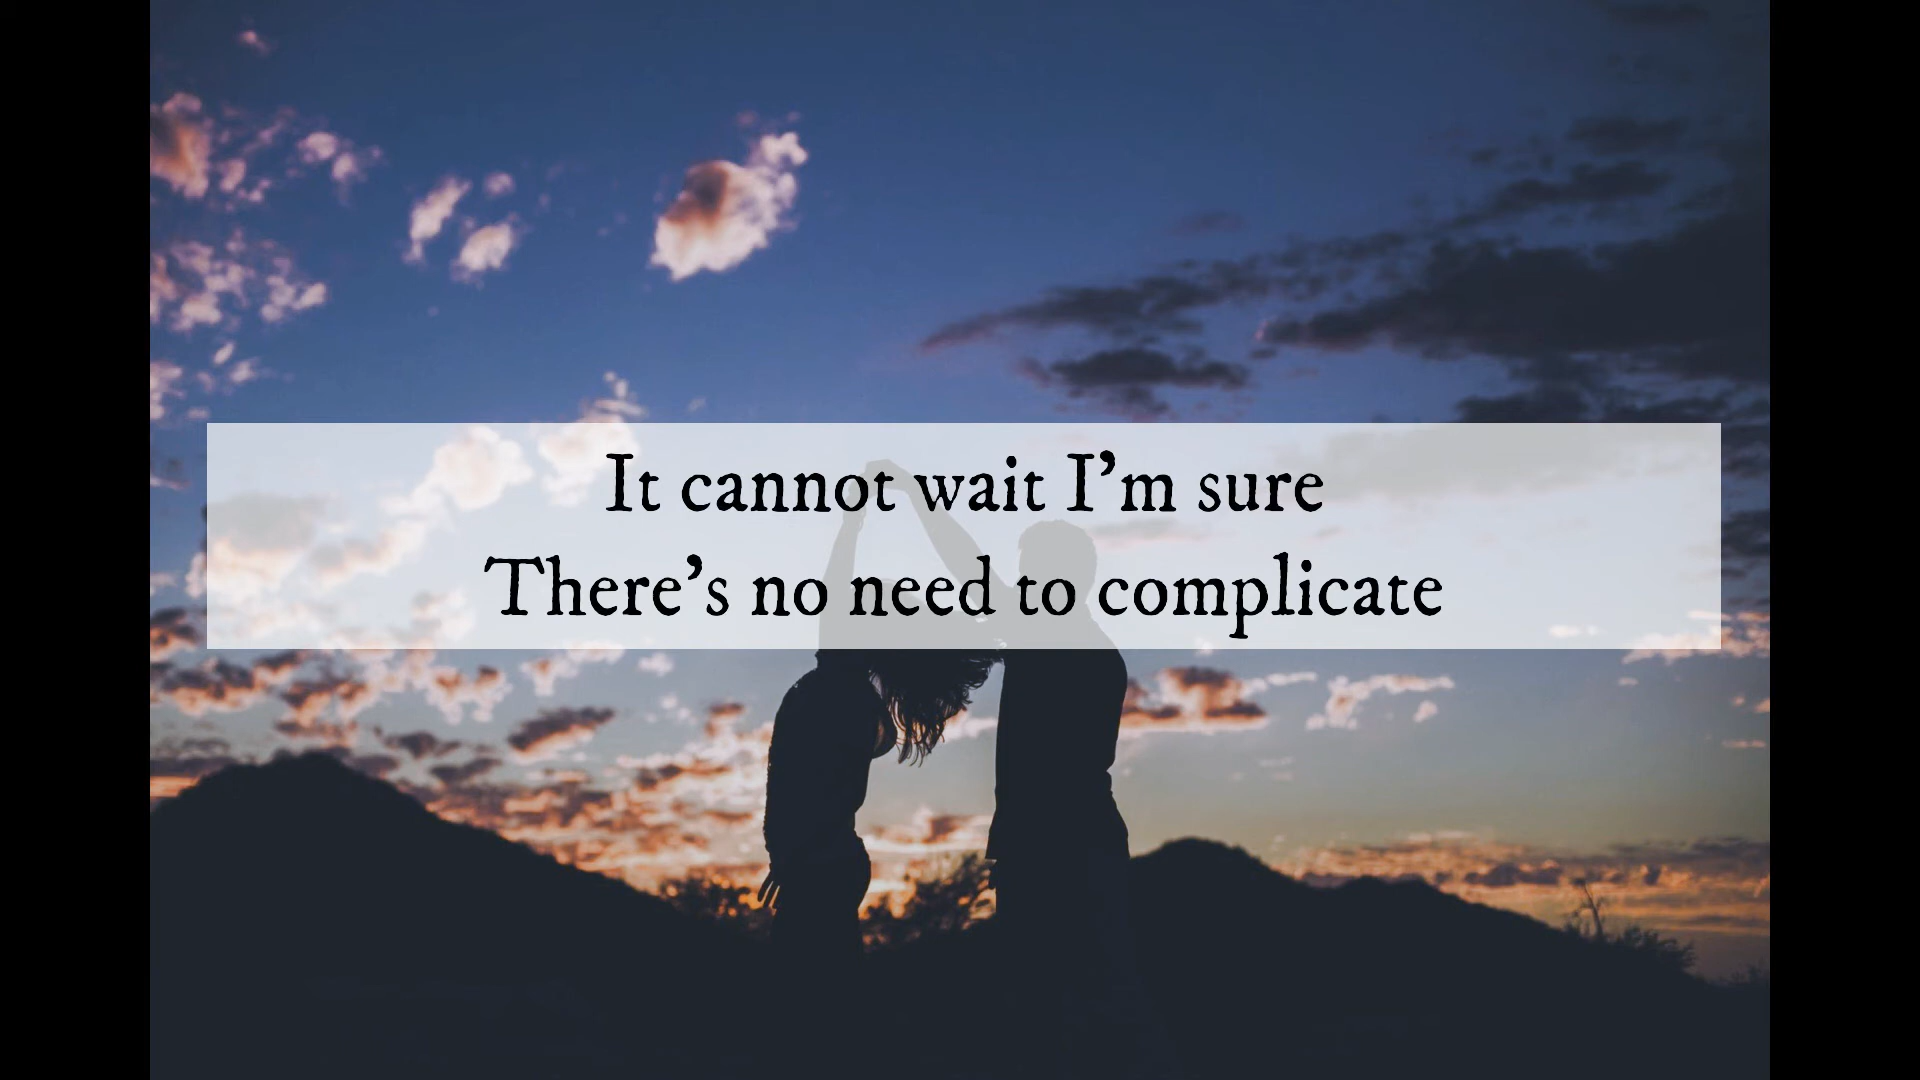 It cannot wait I’m sure
There’s no need to complicate